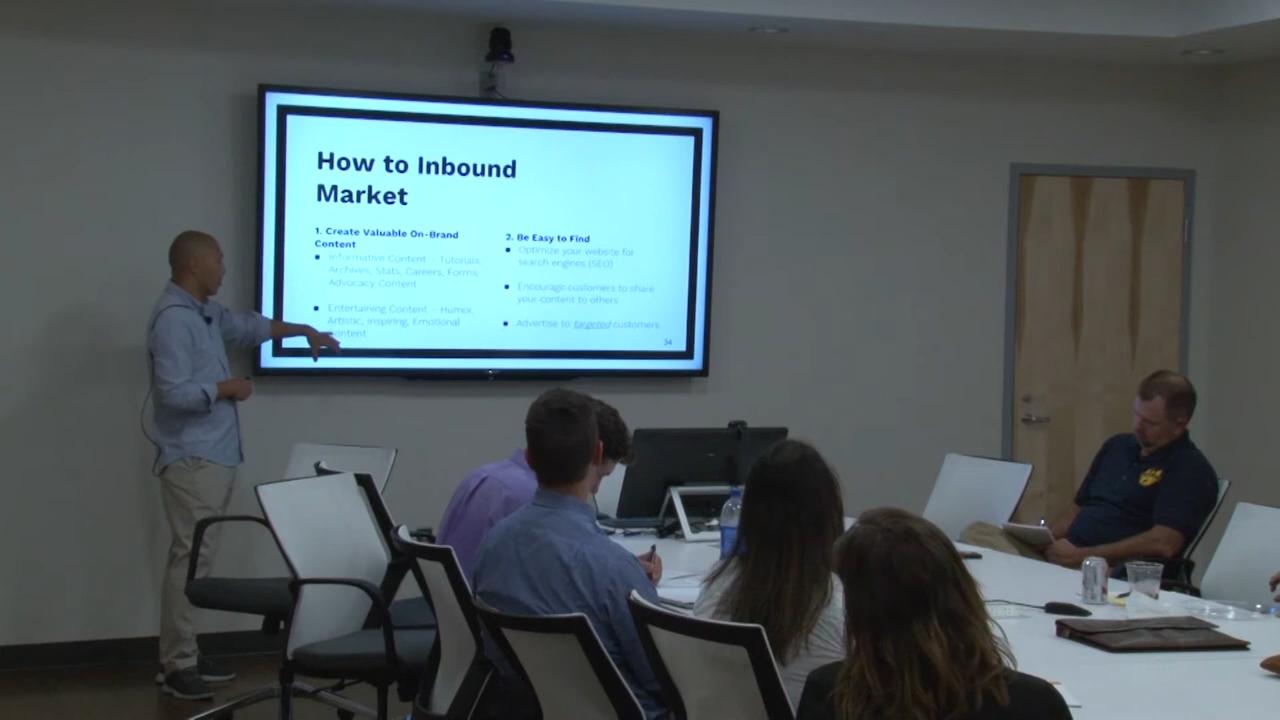 How to Inbound
Market
1. Create Valuable On-Brand
Content
Informative Content - Tutorials,
Archives, Stats, Careers, Forms,
Advocacy Content
Entertaining Content - Humor,
Artistic, Inspiring, Emotional
Content
2. Be Easy to Find
Optimize your website for
search engines (SEO)
Encourage customers to share
your content to others
Advertise to targeted customers
34